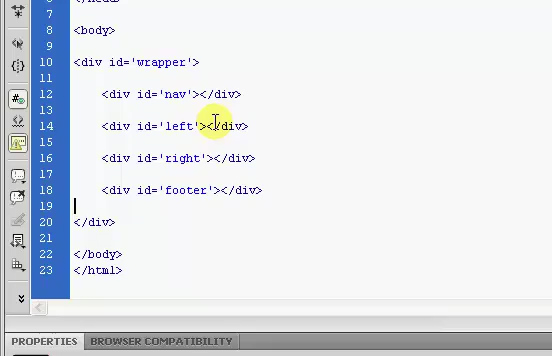 7
8 <body>
9
10 <div id='wrapper'>
11
12 <div id='nav'></div>
13
14 <div id='left'></div>
15
16 <div id='right'></div>
17
18 <div id='footer'></div>
19
20 </div>
21
22 </body>
23 </html>
PROPERTIES BROWSER COMPATIBILITY